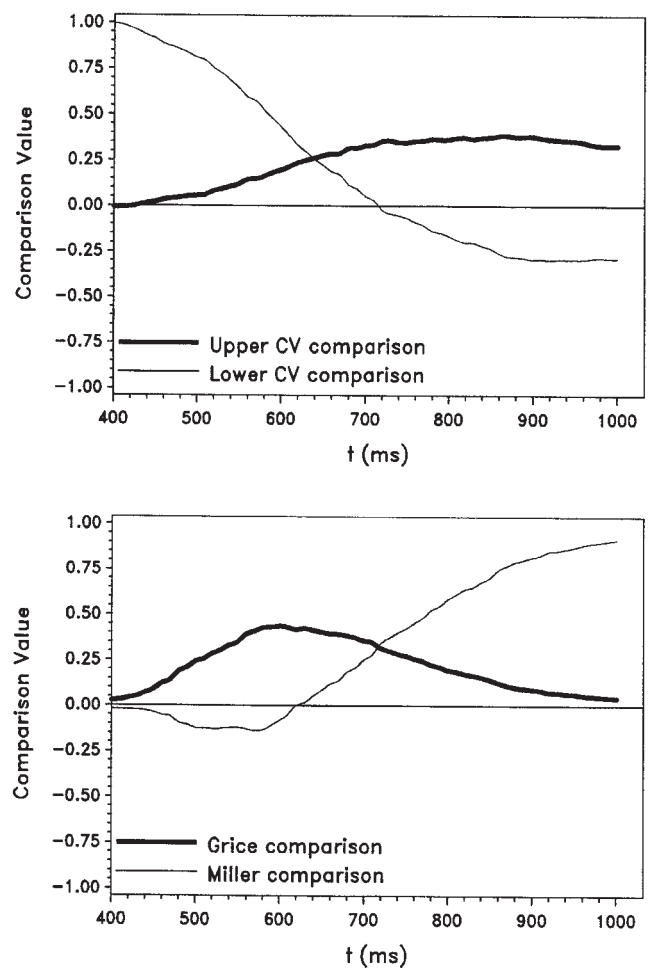 1.00
0.75
0.50
0.25
0.00
−0.25
−0.50
−0.75
−1.00
Comparison Value
Upper CV comparison
Lower CV comparison
400 500 600 700 800 900 1000
t (ms)
1.00
0.75
0.50
0.25
0.00
−0.25
−0.50
−0.75
−1.00
Comparison Value
Grice comparison
Miller comparison
400 500 600 700 800 900 1000
t (ms)